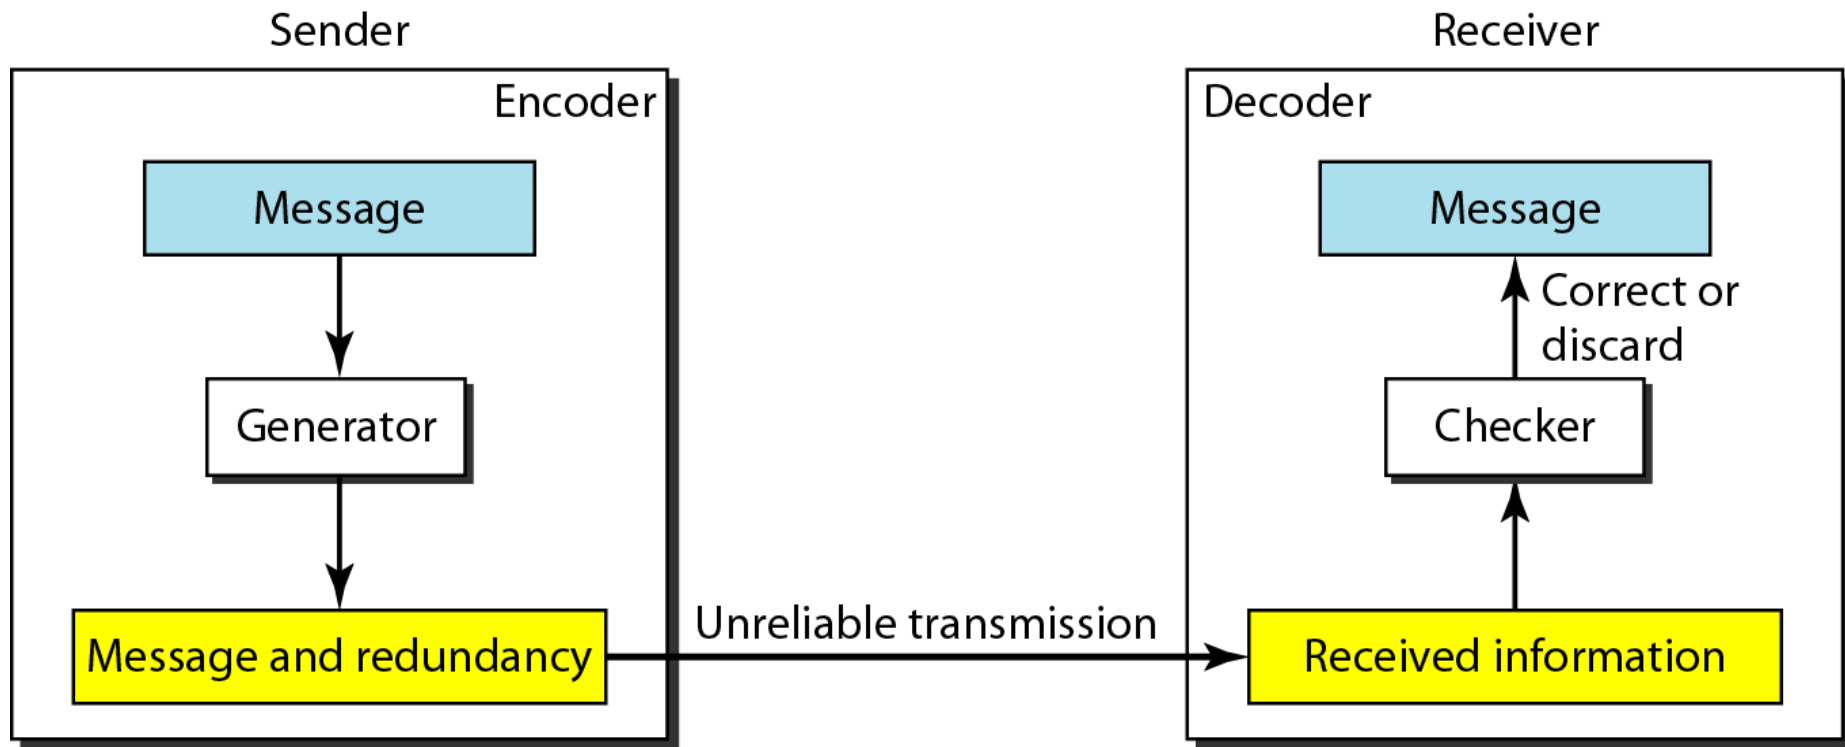 Sender
Encoder
Message
Generator
Message and redundancy
Unreliable transmission
Receiver
Decoder
Message
Correct or
discard
Checker
Received information